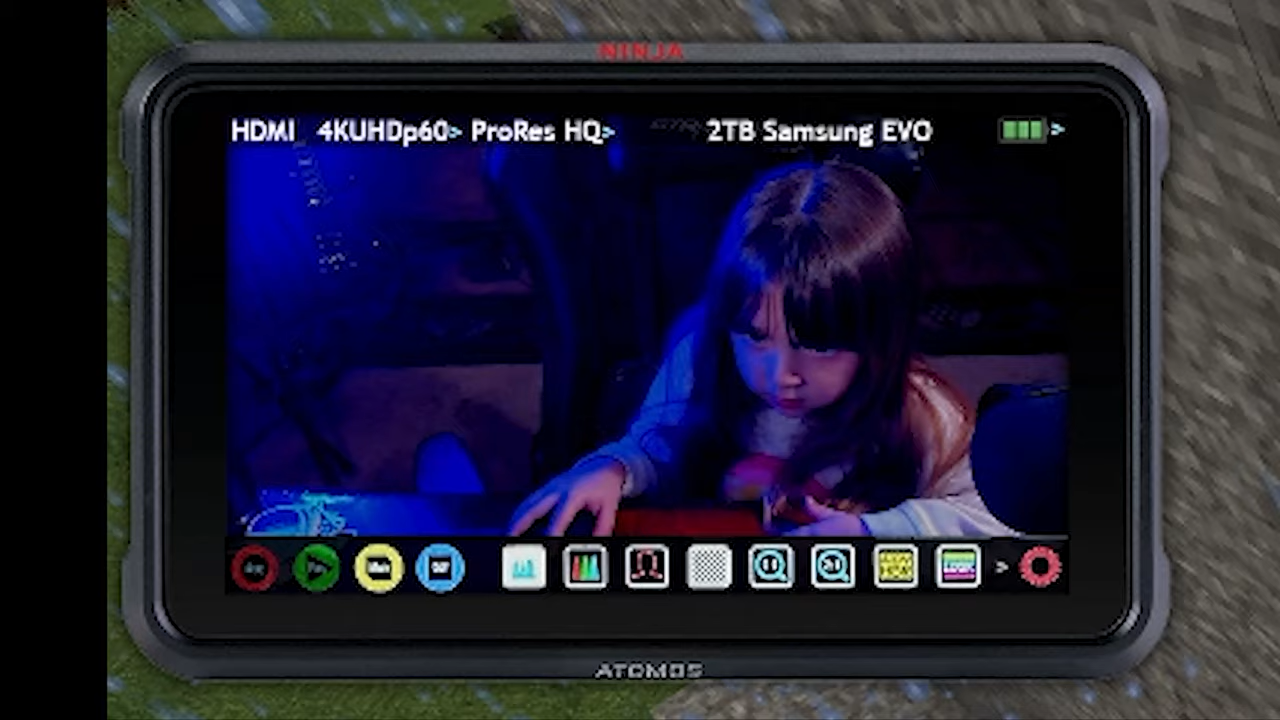 NINJA
HDMI 4KUHDp60> ProRes HQ> 2TB Samsung EVO >
>
ATOMOS